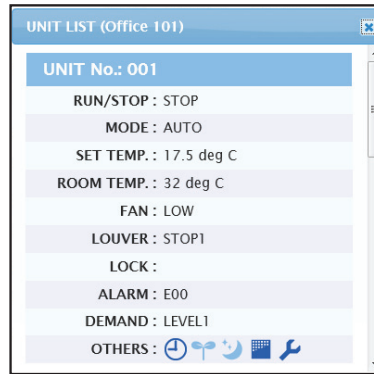 UNIT LIST (Office 101)
UNIT No.: 001
RUN/STOP : STOP
MODE : AUTO
SET TEMP. : 17.5 deg C
ROOM TEMP. : 32 deg C
FAN : LOW
LOUVER : STOP1
LOCK :
ALARM : E00
DEMAND : LEVEL1
OTHERS :